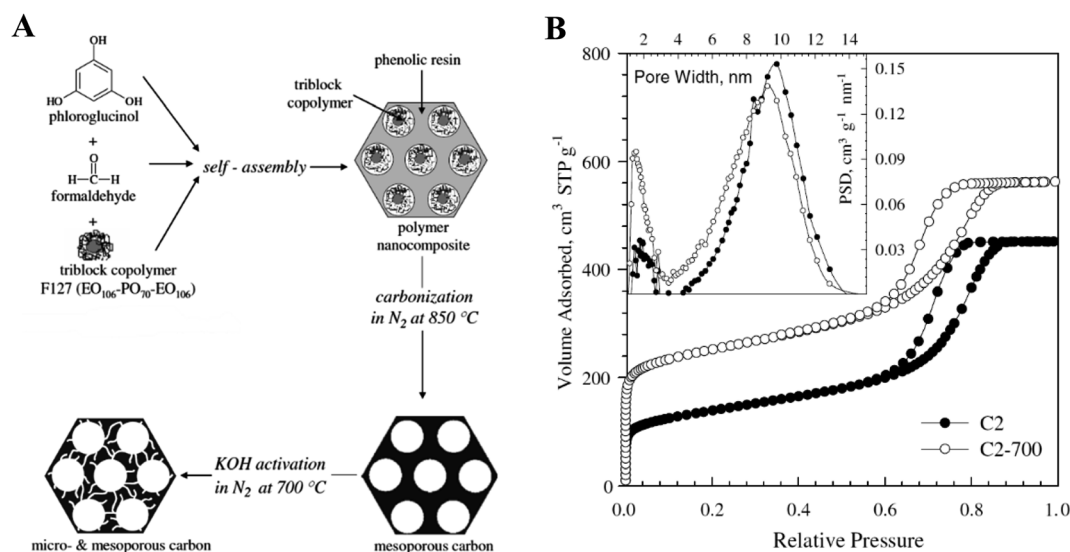 A
OH
HO
OH
phloroglucinol
+
O
H
C
H
formaldehyde
+
triblock copolymer
F127 (EO₁₀₆-PO₇₀-EO₁₀₆)
self - assembly
phenolic resin
triblock
copolymer
polymer
nanocomposite
carbonization
in N₂ at 850 °C
KOH activation
in N₂ at 700 °C
micro- & mesoporous carbon
mesoporous carbon
B
2 4 6 8 10 12 14
Pore Width, nm
0.15
0.12
0.09
0.06
0.03
PSD, cm³ g⁻¹ nm⁻¹
800
600
400
200
0
Volume Adsorbed, cm³ STP g⁻¹
C2
C2-700
0.0 0.2 0.4 0.6 0.8 1.0
Relative Pressure